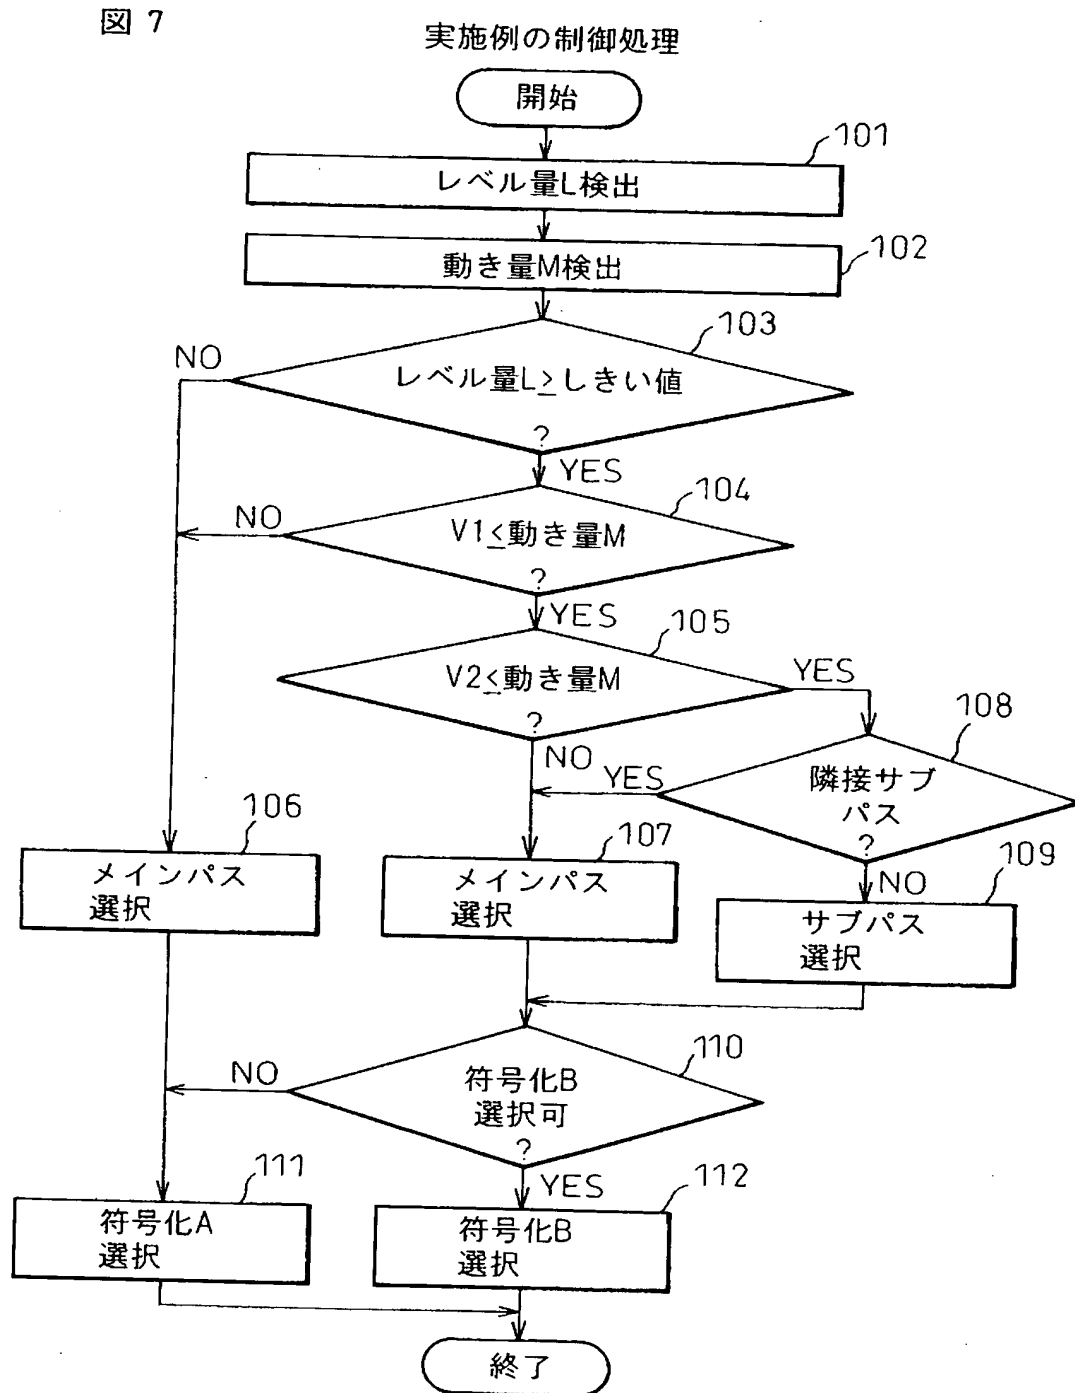 図 7
実施例の制御処理
開始
101
レベル量L検出
102
動き量M検出
103
レベル量L≧しきい値
?
NO
YES
104
V1≦動き量M
?
NO
YES
105
V2≦動き量M
?
YES
NO
108
隣接サブ
パス
?
YES
NO
106
メインパス
選択
107
メインパス
選択
109
サブパス
選択
110
符号化B
選択可
?
NO
YES
111
符号化A
選択
112
符号化B
選択
終了